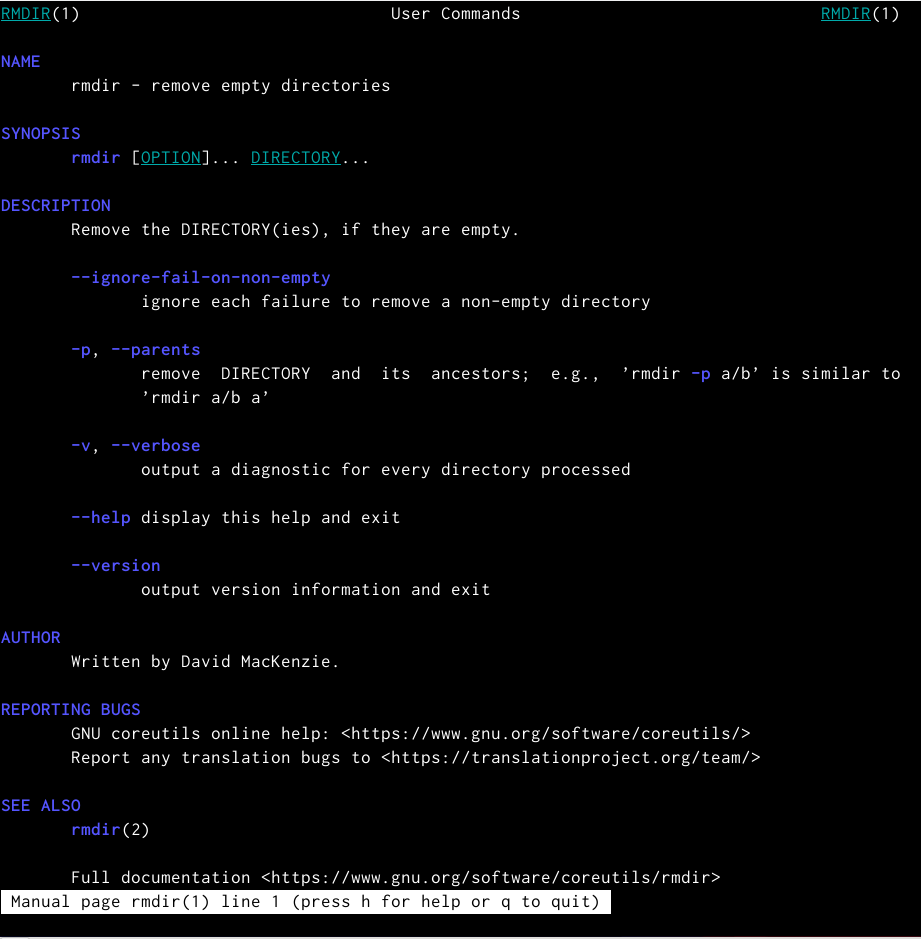 RMDIR(1) User Commands RMDIR(1)
NAME
rmdir - remove empty directories
SYNOPSIS
rmdir [OPTION]... DIRECTORY...
DESCRIPTION
Remove the DIRECTORY(ies), if they are empty.
--ignore-fail-on-non-empty
ignore each failure to remove a non-empty directory
-p, --parents
remove DIRECTORY and its ancestors; e.g., 'rmdir -p a/b' is similar to
'rmdir a/b a'
-v, --verbose
output a diagnostic for every directory processed
--help display this help and exit
--version
output version information and exit
AUTHOR
Written by David MacKenzie.
REPORTING BUGS
GNU coreutils online help: <https://www.gnu.org/software/coreutils/>
Report any translation bugs to <https://translationproject.org/team/>
SEE ALSO
rmdir(2)
Full documentation <https://www.gnu.org/software/coreutils/rmdir>
Manual page rmdir(1) line 1 (press h for help or q to quit)